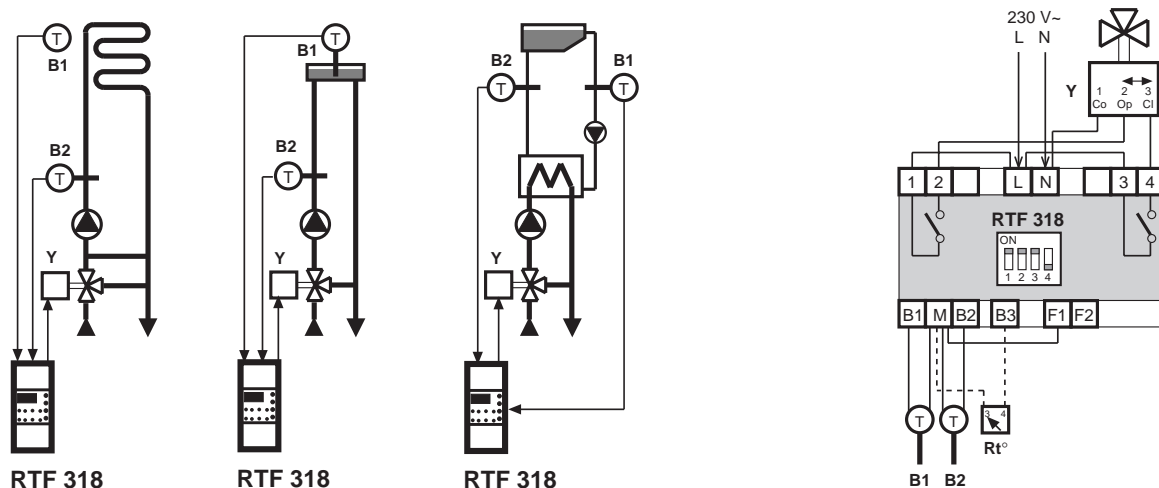 T
B1
B2
T
Y
RTF 318
T
B1
B2
T
Y
RTF 318
B2
T
B1
T
Y
RTF 318
230 V~
L N
Y
1 2 3
Co Op Cl
1 2 L N 3 4
RTF 318
ON
1 2 3 4
B1 M B2 B3 F1 F2
T T
3 4
Rt°
B1 B2